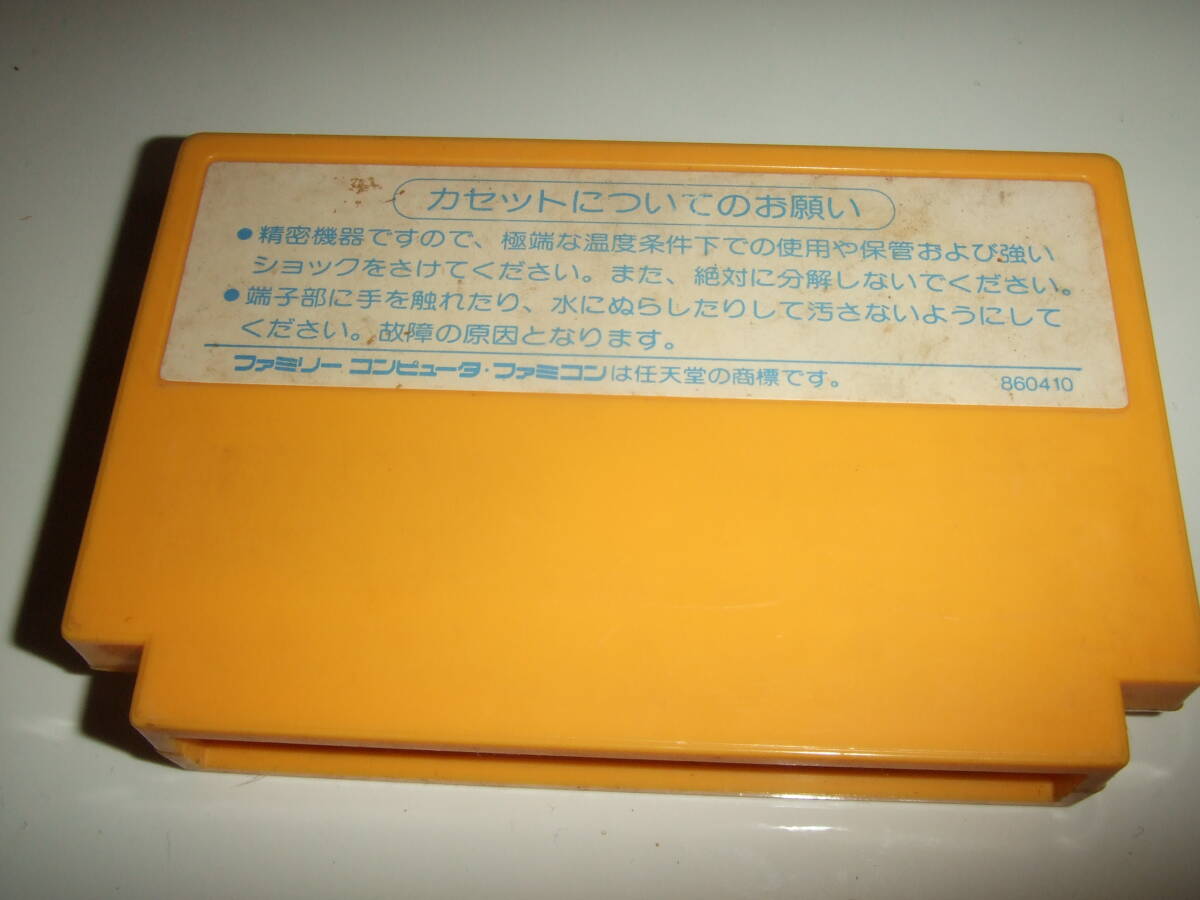 カセットについてのお願い
●精密機器ですので、極端な温度条件下での使用や保管および強い
ショックをさけてください。また、絶対に分解しないでください。
●端子部に手を触れたり、水にぬらしたりして汚さないようにして
ください。故障の原因となります。
ファミリー コンピュータ・ファミコンは任天堂の商標です。 860410